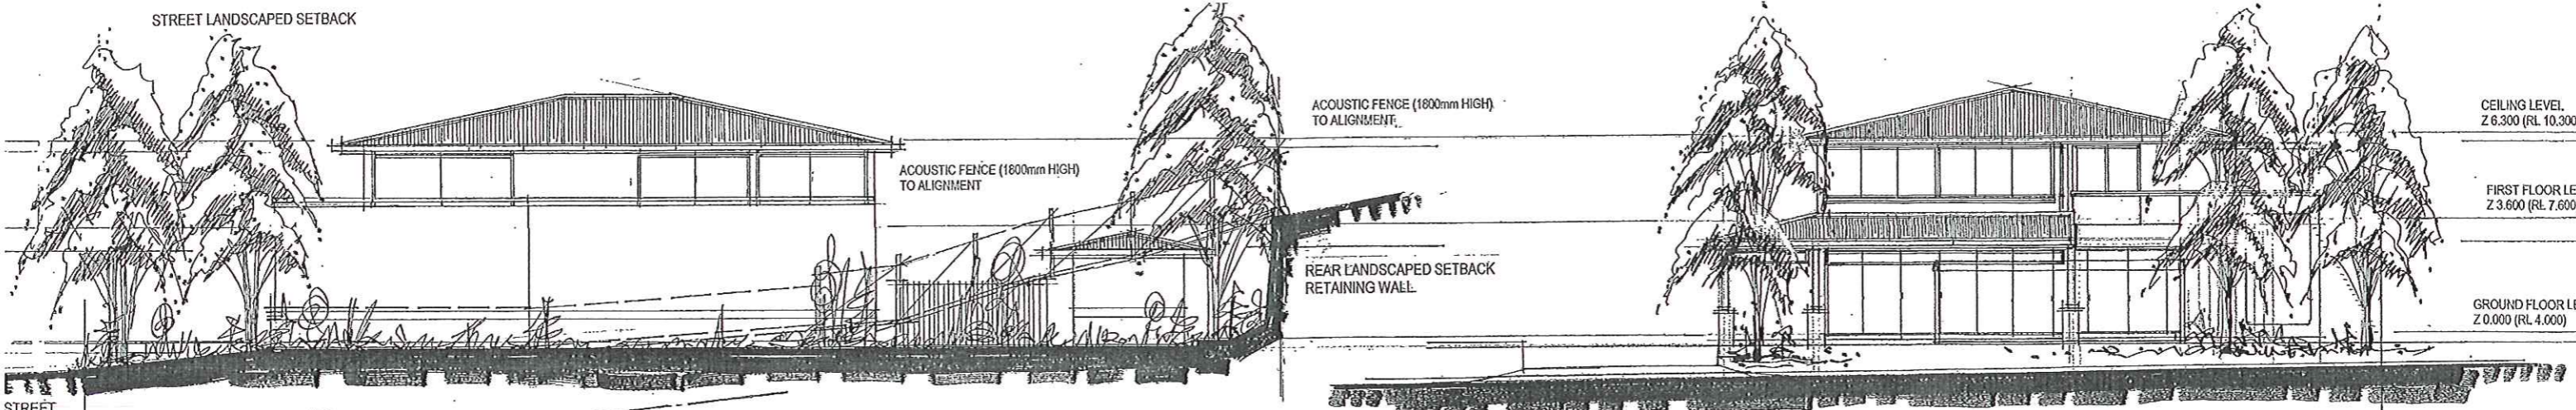 STREET LANDSCAPED SETBACK
ACOUSTIC FENCE (1800mm HIGH)
TO ALIGNMENT
ACOUSTIC FENCE (1800mm HIGH)
TO ALIGNMENT.
REAR LANDSCAPED SETBACK
RETAINING WALL.
CEILING LEVEL.
Z 6.300 (RL 10.300
FIRST FLOOR LE
Z 3.600 (RL 7.600
GROUND FLOOR LE
Z 0.000 (RL 4.000)
STREET